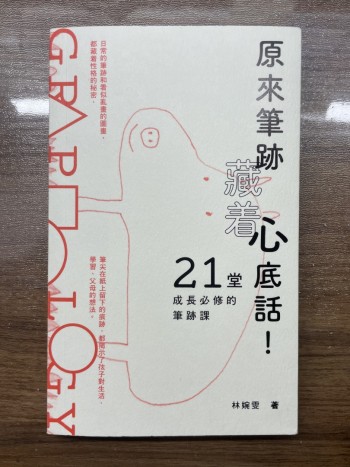 原來筆跡
藏着
心底話！
21堂
成長必修的
筆跡課
林婉雯 著
GRAPHOLOGY
日常的筆跡和看似亂畫的圖畫，
都藏着性格的秘密。
筆尖在紙上留下的痕跡，都揭示了孩子對生活、
學習、父母的想法。